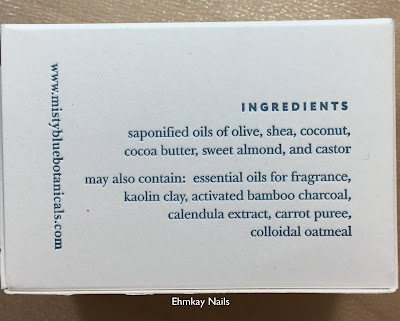 www.mistybluebotanicals.com
INGREDIENTS
saponified oils of olive, shea, coconut,
cocoa butter, sweet almond, and castor
may also contain: essential oils for fragrance,
kaolin clay, activated bamboo charcoal,
calendula extract, carrot puree,
colloidal oatmeal
Ehmkay Nails